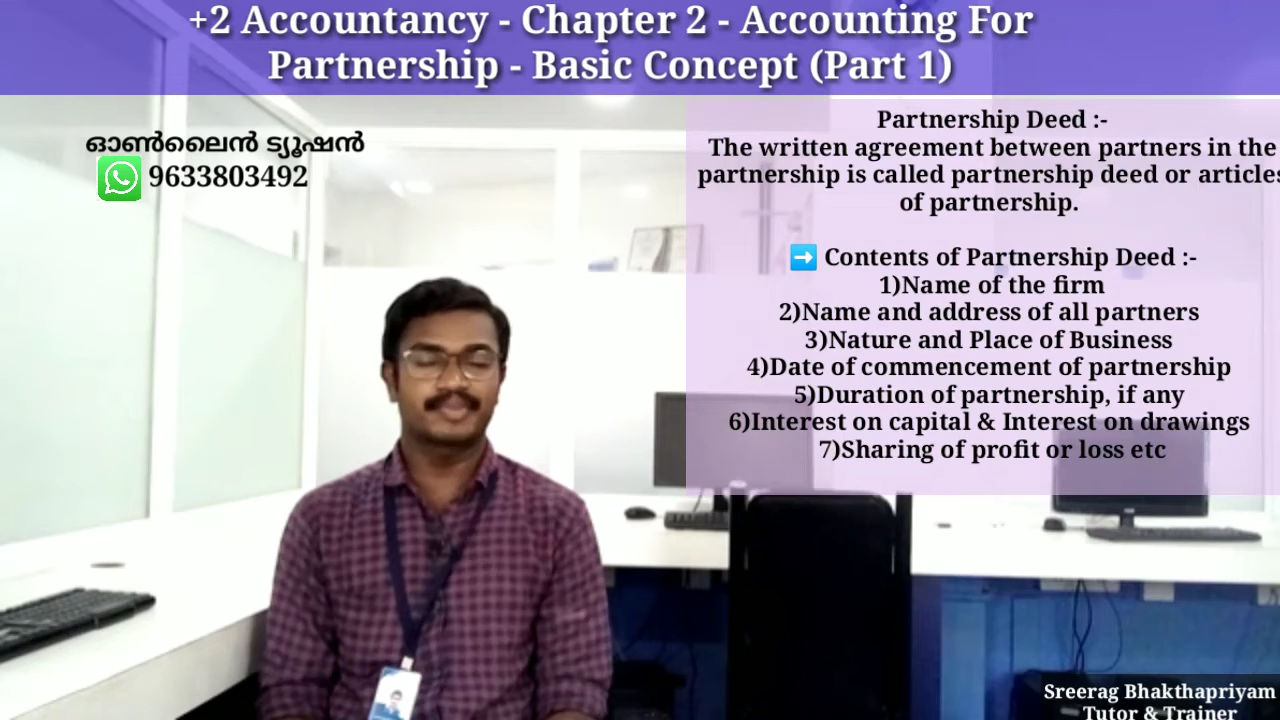 +2 Accountancy - Chapter 2 - Accounting For
Partnership - Basic Concept (Part 1)
ഓൺലൈൻ ട്യൂഷൻ
9633803492
Partnership Deed :-
The written agreement between partners in the
partnership is called partnership deed or articles
of partnership.
➡ Contents of Partnership Deed :-
1)Name of the firm
2)Name and address of all partners
3)Nature and Place of Business
4)Date of commencement of partnership
5)Duration of partnership, if any
6)Interest on capital & Interest on drawings
7)Sharing of profit or loss etc
Sreerag Bhakthapriyam
Tutor & Trainer